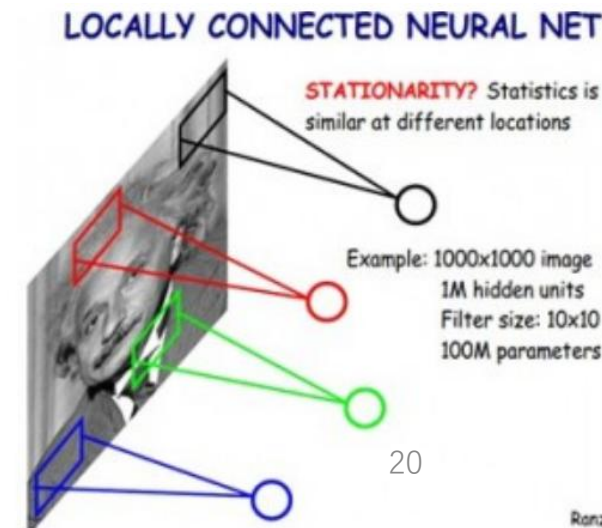 LOCALLY CONNECTED NEURAL NET
STATIONARITY? Statistics is
similar at different locations
Example: 1000x1000 image
1M hidden units
Filter size: 10x10
100M parameters
20